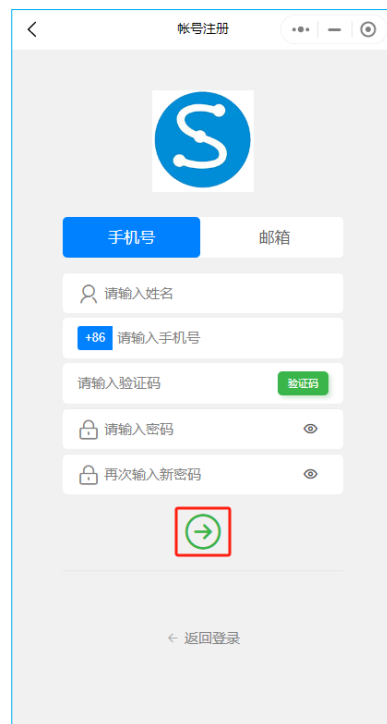 帐号注册
手机号 邮箱
请输入姓名
+86 请输入手机号
请输入验证码 验证码
请输入密码
再次输入新密码
返回登录